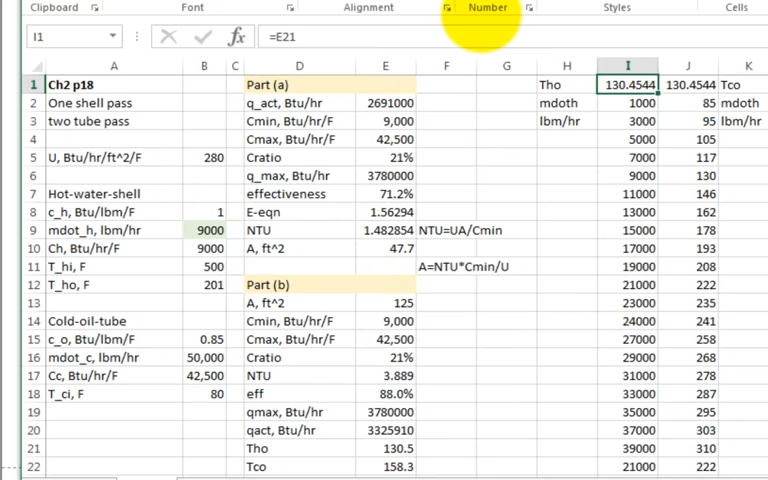 Clipboard Font Alignment Number Styles Cells
I1 fx =E21
A B C D E F G H I J K
1 Ch2 p18 Part (a) Tho 130.4544 130.4544 Tco
2 One shell pass q_act, Btu/hr 2691000 mdoth 1000 85 mdoth
3 two tube pass Cmin, Btu/hr/F 9,000 lbm/hr 3000 95 lbm/hr
4 Cmax, Btu/hr/F 42,500 5000 105
5 U, Btu/hr/ft^2/F 280 Cratio 21% 7000 117
6 q_max, Btu/hr 3780000 9000 130
7 Hot-water-shell effectiveness 71.2% 11000 146
8 c_h, Btu/lbm/F 1 E-eqn 1.56294 13000 162
9 mdot_h, lbm/hr 9000 NTU 1.482854 NTU=UA/Cmin 15000 178
10 Ch, Btu/hr/F 9000 A, ft^2 47.7 17000 193
11 T_hi, F 500 A=NTU*Cmin/U 19000 208
12 T_ho, F 201 Part (b) 21000 222
13 A, ft^2 125 23000 235
14 Cold-oil-tube Cmin, Btu/hr/F 9,000 24000 241
15 c_o, Btu/lbm/F 0.85 Cmax, Btu/hr/F 42,500 27000 258
16 mdot_c, lbm/hr 50,000 Cratio 21% 29000 268
17 Cc, Btu/hr/F 42,500 NTU 3.889 31000 278
18 T_ci, F 80 eff 88.0% 33000 287
19 qmax, Btu/hr 3780000 35000 295
20 qact, Btu/hr 3325910 37000 303
21 Tho 130.5 39000 310
22 Tco 158.3 21000 222